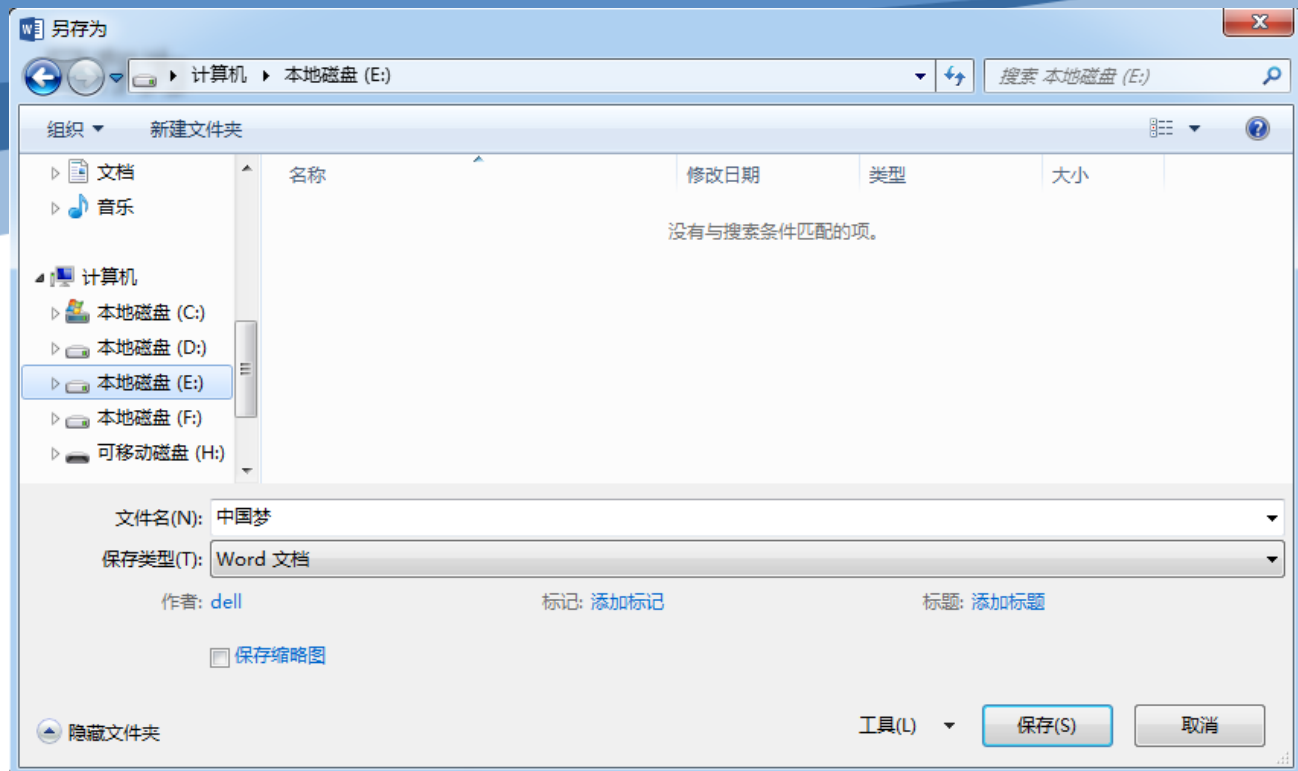 另存为
计算机 本地磁盘 (E:) 搜索 本地磁盘 (E:)
组织 新建文件夹
名称 修改日期 类型 大小
没有与搜索条件匹配的项。
文档
音乐
计算机
本地磁盘 (C:)
本地磁盘 (D:)
本地磁盘 (E:)
本地磁盘 (F:)
可移动磁盘 (H:)
文件名(N): 中国梦
保存类型(T): Word 文档
作者: dell 标记: 添加标记 标题: 添加标题
保存缩略图
隐藏文件夹 工具(L) 保存(S) 取消